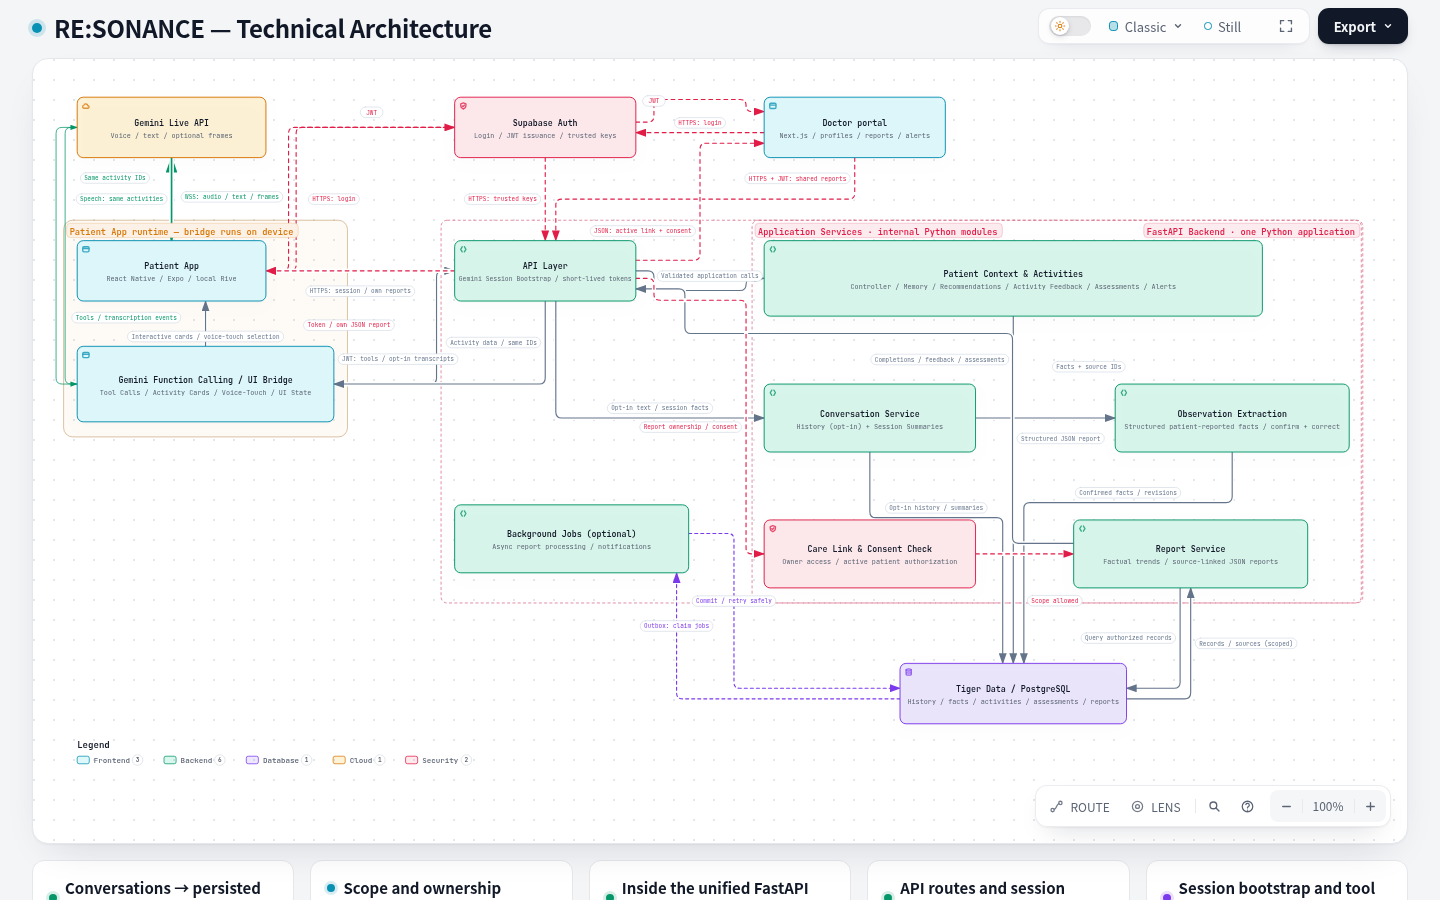 RE:SONANCE — Technical Architecture
Classic
Still
Export
Gemini Live API
Voice / text / optional frames
JWT
Supabase Auth
Login / JWT issuance / trusted keys
JWT
HTTPS: login
Doctor portal
Next.js / profiles / reports / alerts
Same activity IDs
Speech: same activities
WSS: audio / text / frames
HTTPS: login
HTTPS: trusted keys
HTTPS + JWT: shared reports
JSON: active link + consent
Patient App runtime — bridge runs on device
Application Services · internal Python modules
FastAPI Backend · one Python application
Patient App
React Native / Expo / local Rive
API Layer
Gemini Session Bootstrap / short-lived tokens
Validated application calls
Patient Context & Activities
Controller / Memory / Recommendations / Activity Feedback / Assessments / Alerts
HTTPS: session / own reports
Tools / transcription events
Token / own JSON report
Interactive cards / voice-touch selection
Activity data / same IDs
JWT: tools / opt-in transcripts
Completions / feedback / assessments
Facts + source IDs
Gemini Function Calling / UI Bridge
Tool Calls / Activity Cards / Voice-Touch / UI State
Opt-in text / session facts
Report ownership / consent
Conversation Service
History (opt-in) + Session Summaries
Structured JSON report
Observation Extraction
Structured patient-reported facts / confirm + correct
Confirmed facts / revisions
Opt-in history / summaries
Background Jobs (optional)
Async report processing / notifications
Care Link & Consent Check
Owner access / active patient authorization
Report Service
Factual trends / source-linked JSON reports
Commit / retry safely
Scope allowed
Outbox: claim jobs
Query authorized records
Records / sources (scoped)
Tiger Data / PostgreSQL
History / facts / activities / assessments / reports
Legend
Frontend 3
Backend 6
Database 1
Cloud 1
Security 2
ROUTE
LENS
100%
Conversations → persisted
Scope and ownership
Inside the unified FastAPI
API routes and session
Session bootstrap and tool